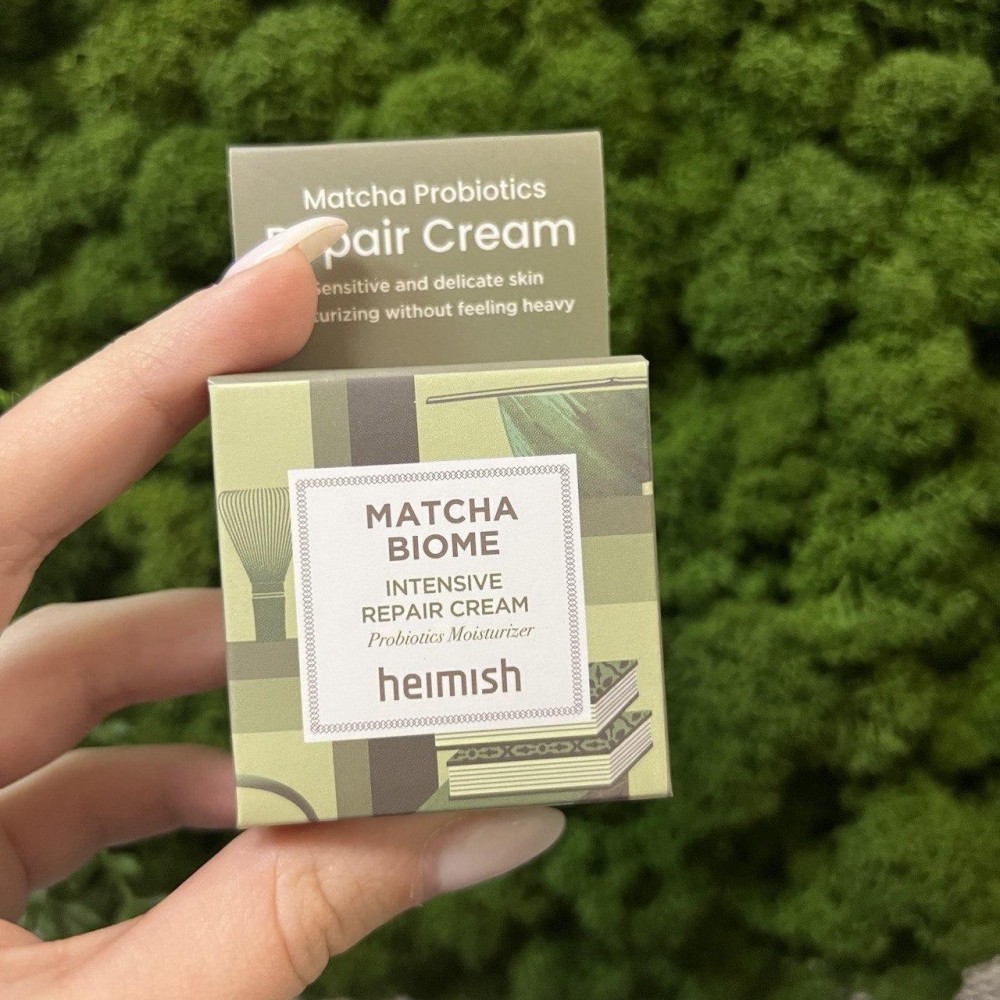 Matcha Probiotics
pair Cream
Sensitive and delicate skin
turizing without feeling heavy
MATCHA
BIOME
INTENSIVE
REPAIR CREAM
Probiotics Moisturizer
heimish